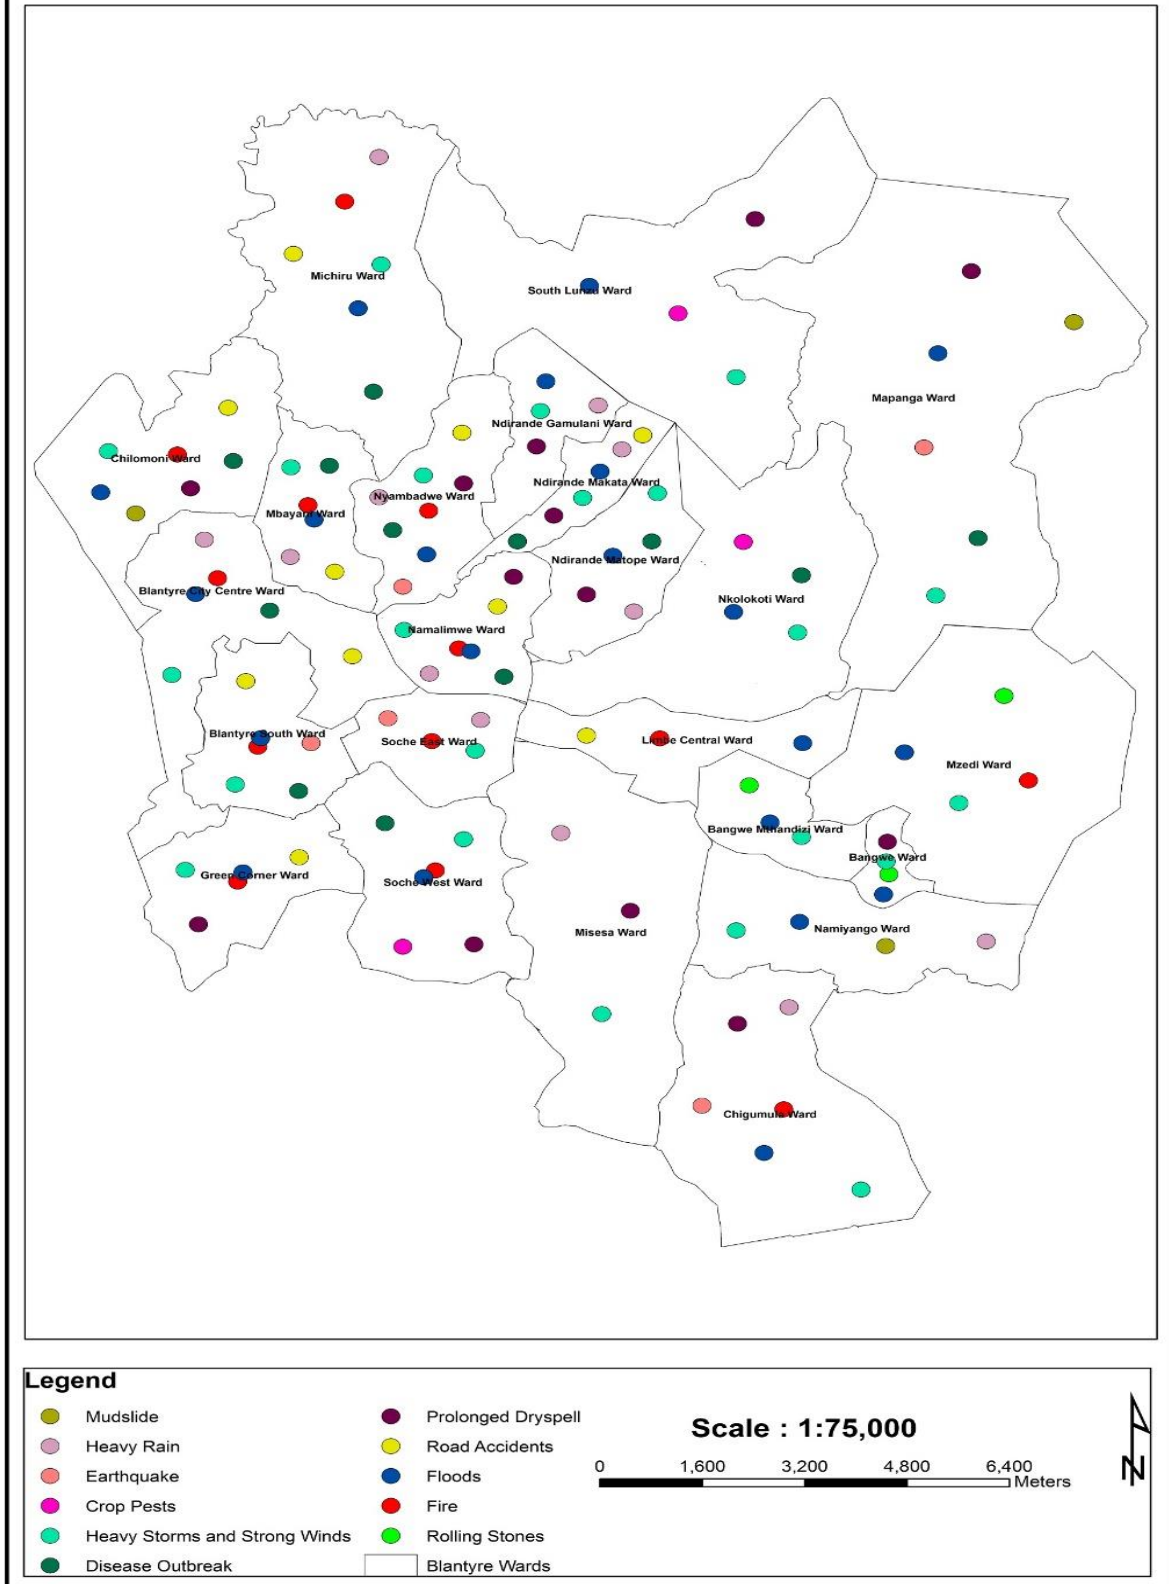 Michiru Ward
South Lunzu Ward
Mapanga Ward
Ndirande Gamulani Ward
Chilomoni Ward
Ndirande Makata Ward
Nyambadwe Ward
Mbayani Ward
Ndirande Matope Ward
Blantyre City Centre Ward
Nkolokoti Ward
Namalimwe Ward
Blantyre South Ward
Soche East Ward
Limbe Central Ward
Mzedi Ward
Bangwe Mthandizi Ward
Bangwe Ward
Green Corner Ward
Soche West Ward
Misesa Ward
Namiyango Ward
Chigumula Ward
Legend
Mudslide
Heavy Rain
Earthquake
Crop Pests
Heavy Storms and Strong Winds
Disease Outbreak
Prolonged Dryspell
Road Accidents
Floods
Fire
Rolling Stones
Blantyre Wards
Scale : 1:75,000
0 1,600 3,200 4,800 6,400
Meters
N